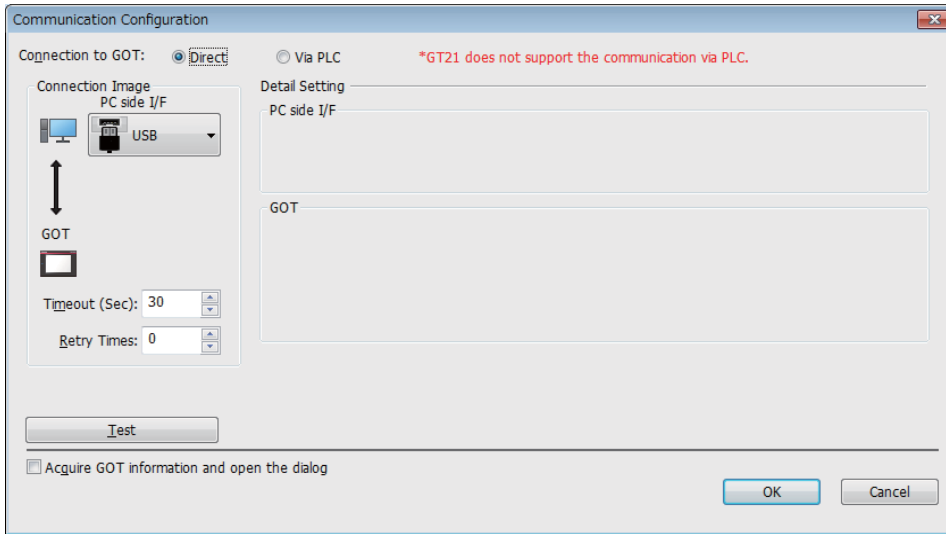 Communication Configuration
Connection to GOT: Direct Via PLC *GT21 does not support the communication via PLC.
Connection Image
PC side I/F
USB
GOT
Timeout (Sec): 30
Retry Times: 0
Detail Setting
PC side I/F
GOT
Test
Acquire GOT information and open the dialog
OK Cancel